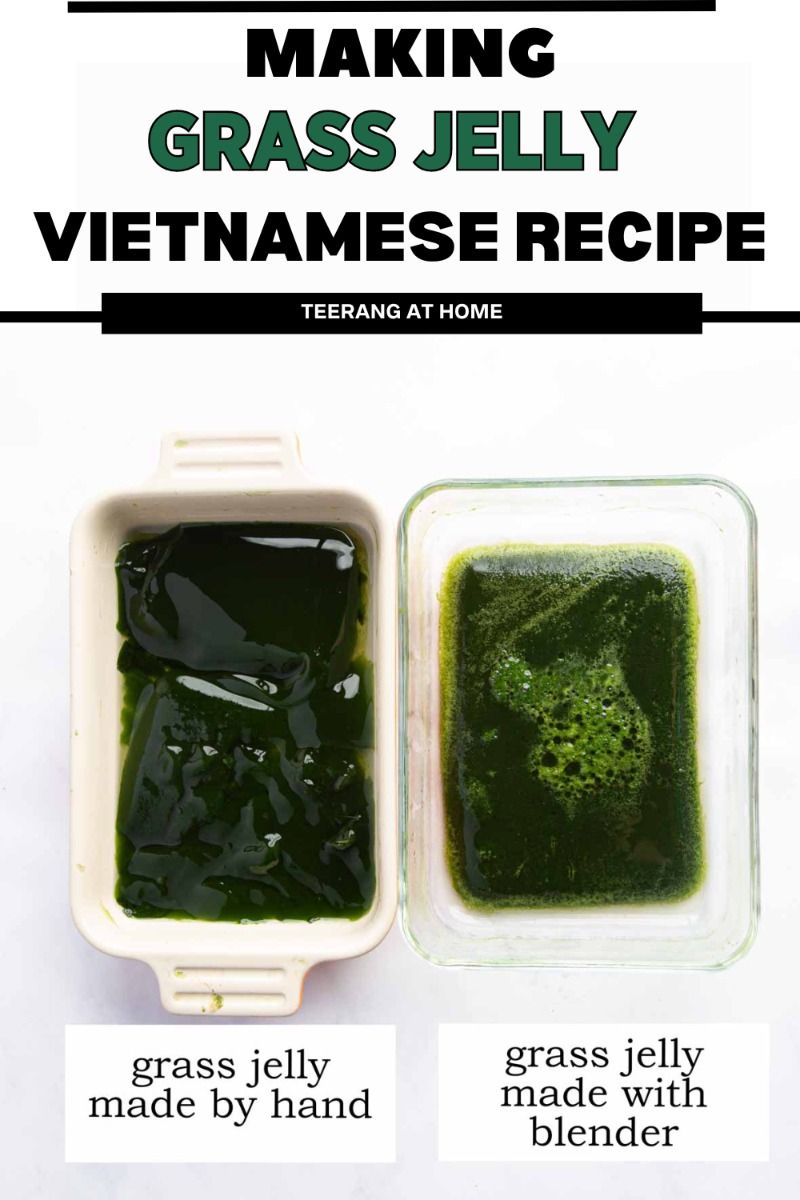 MAKING
GRASS JELLY
VIETNAMESE RECIPE
TEERANG AT HOME
grass jelly
made by hand
grass jelly
made with
blender